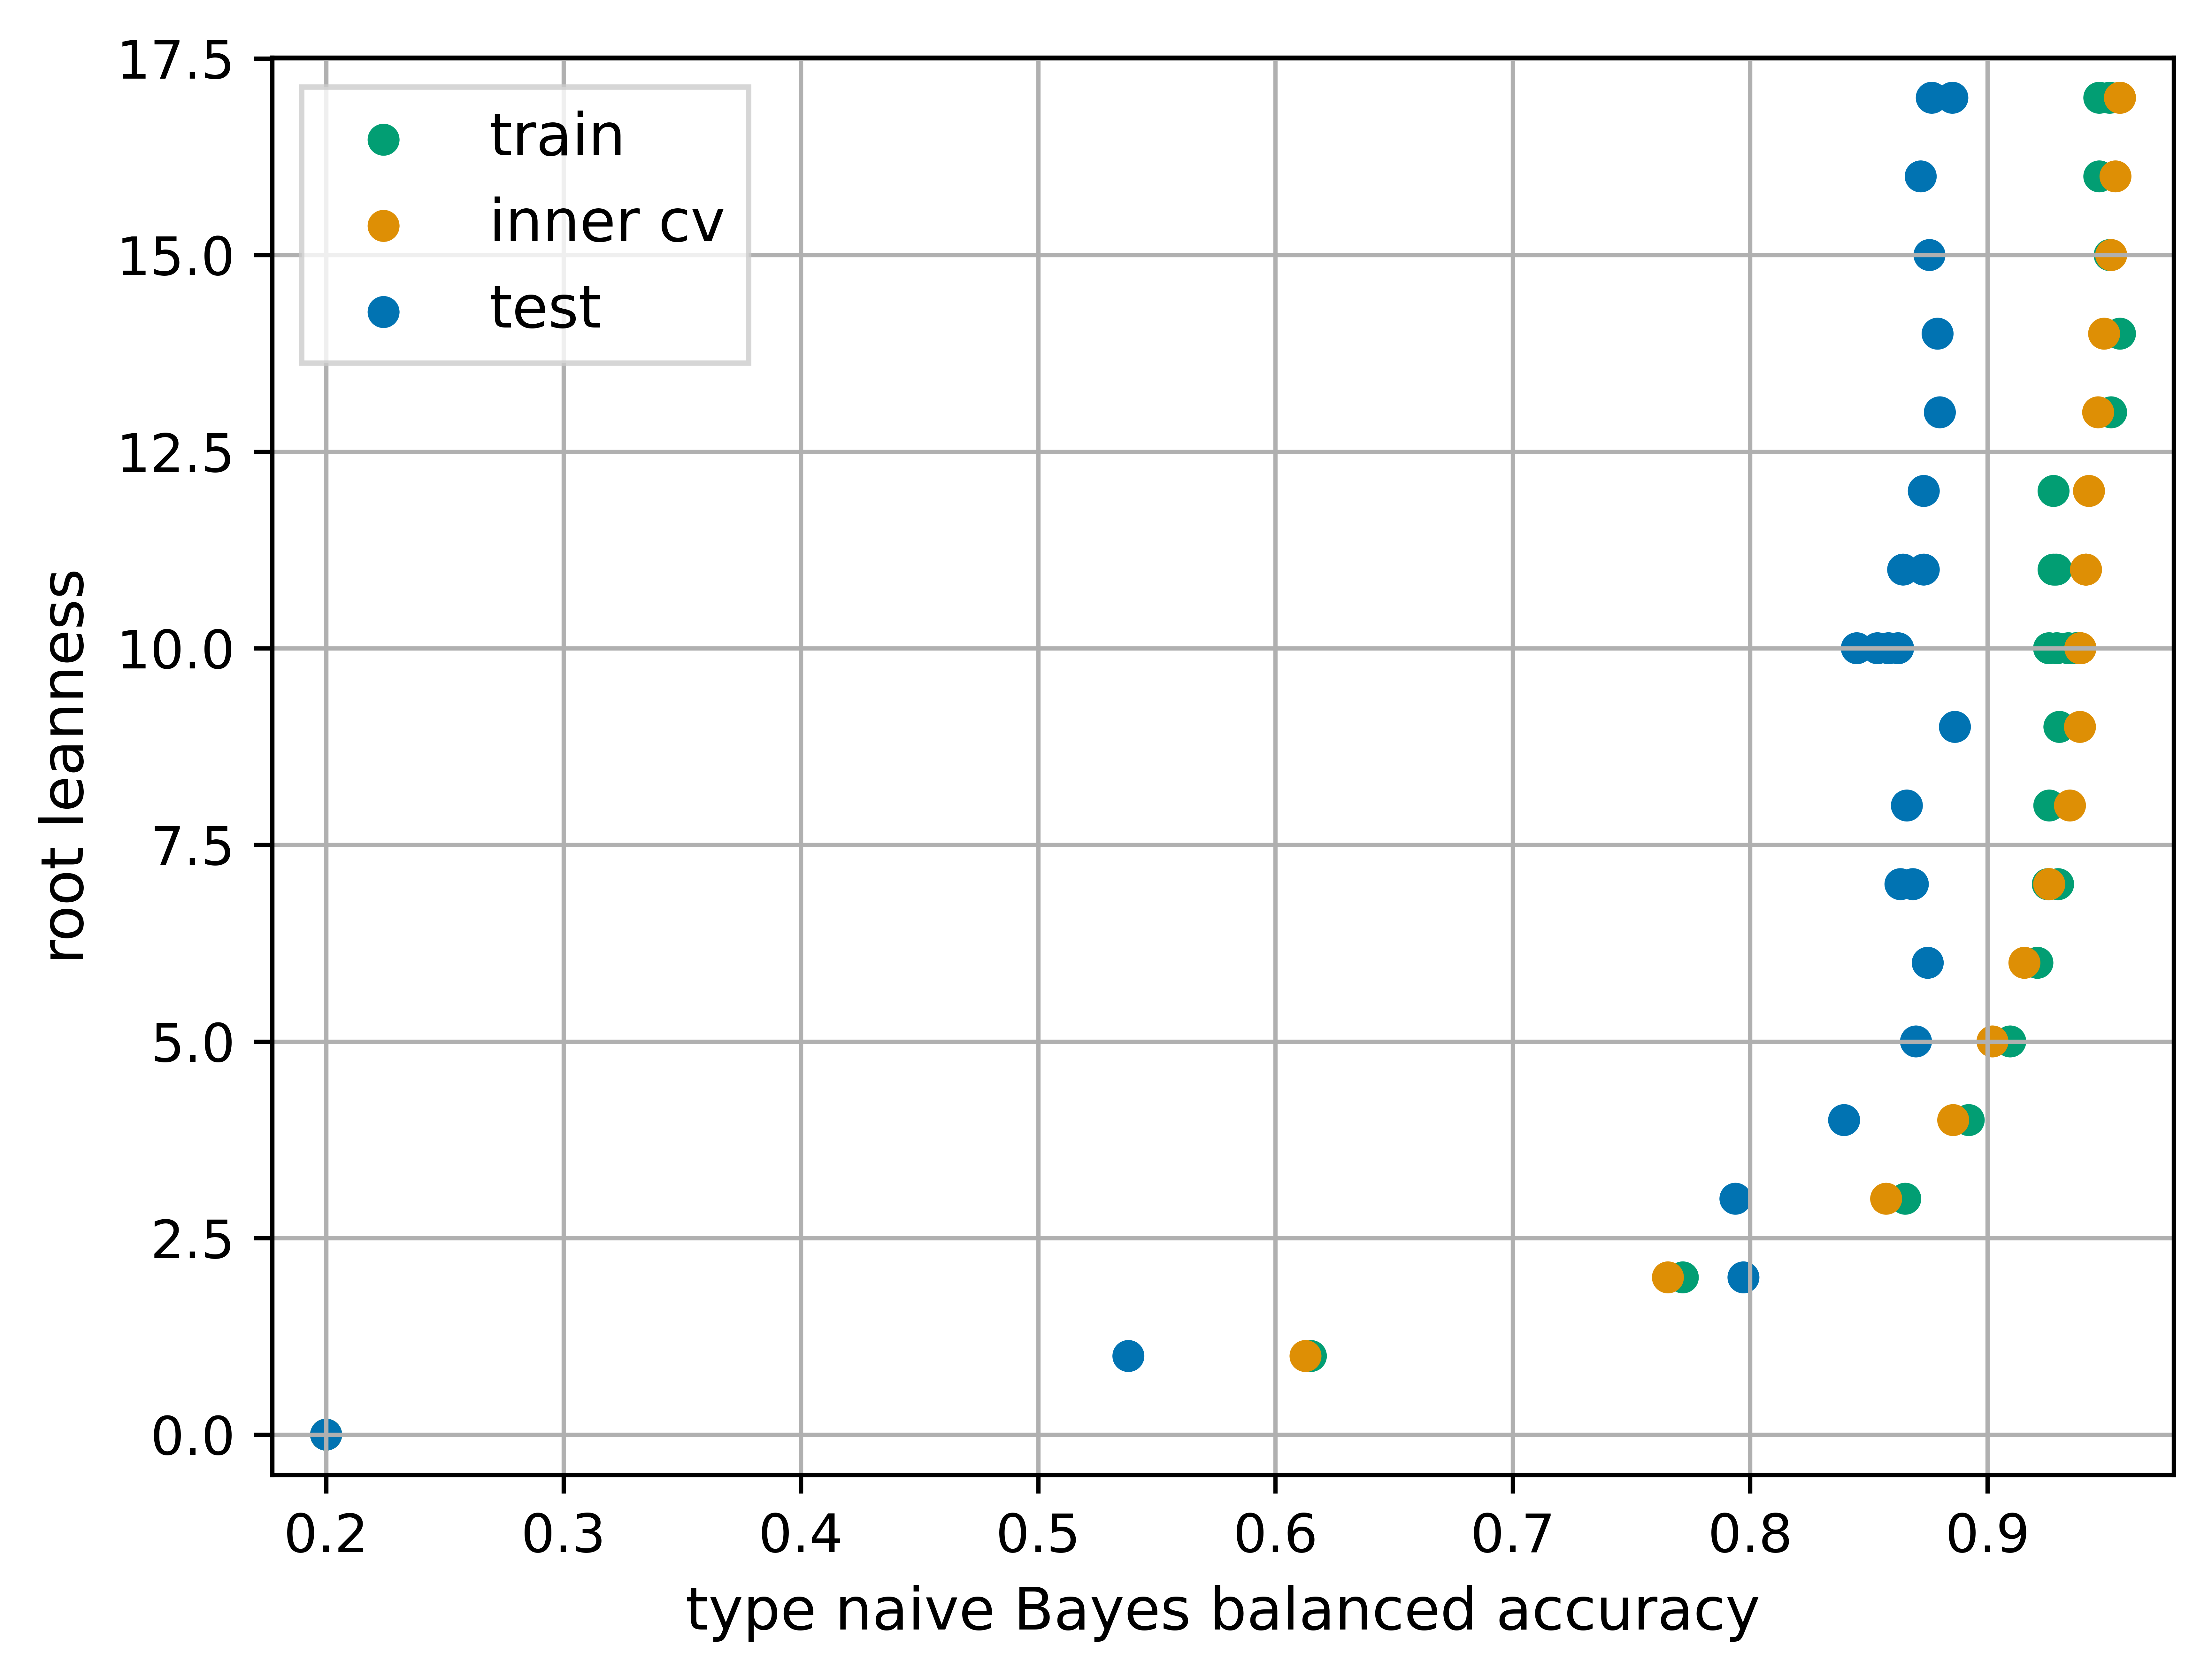 17.5
15.0
12.5
10.0
7.5
5.0
2.5
0.0
root leanness
train
inner cv
test
0.2 0.3 0.4 0.5 0.6 0.7 0.8 0.9
type naive Bayes balanced accuracy